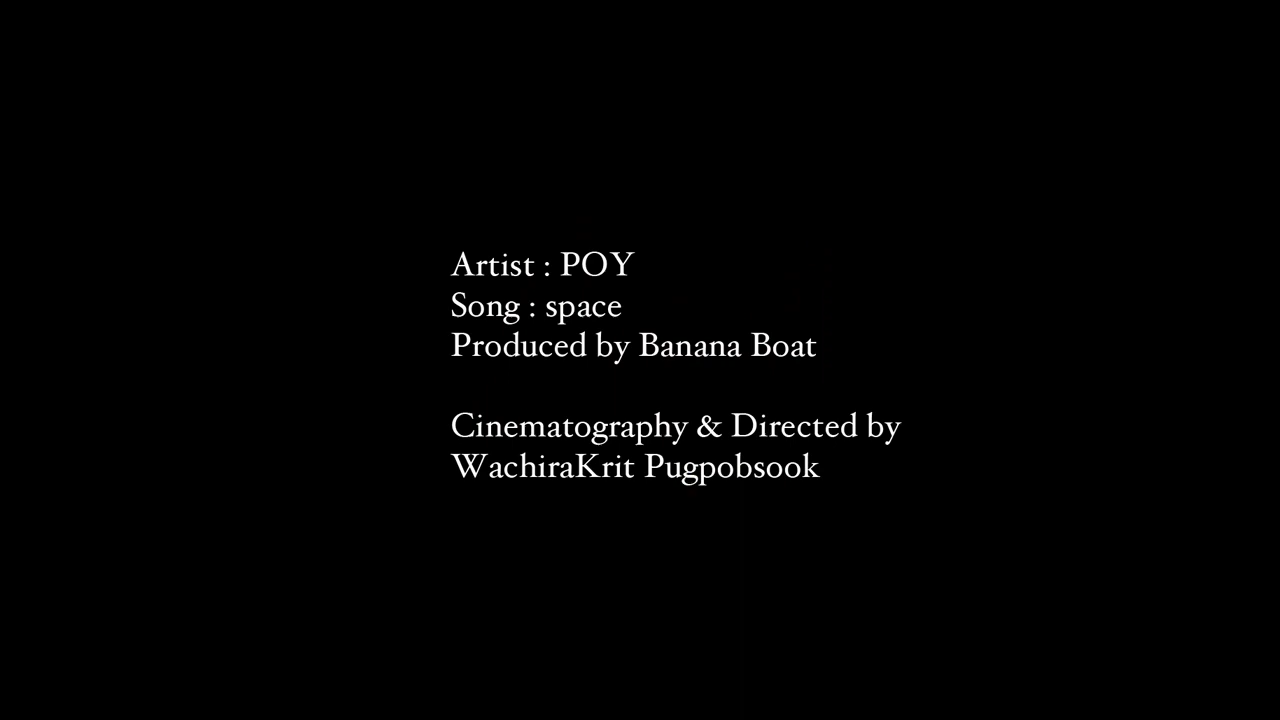 Artist : POY
Song : space
Produced by Banana Boat
Cinematography & Directed by
WachiraKrit Pugpobsook